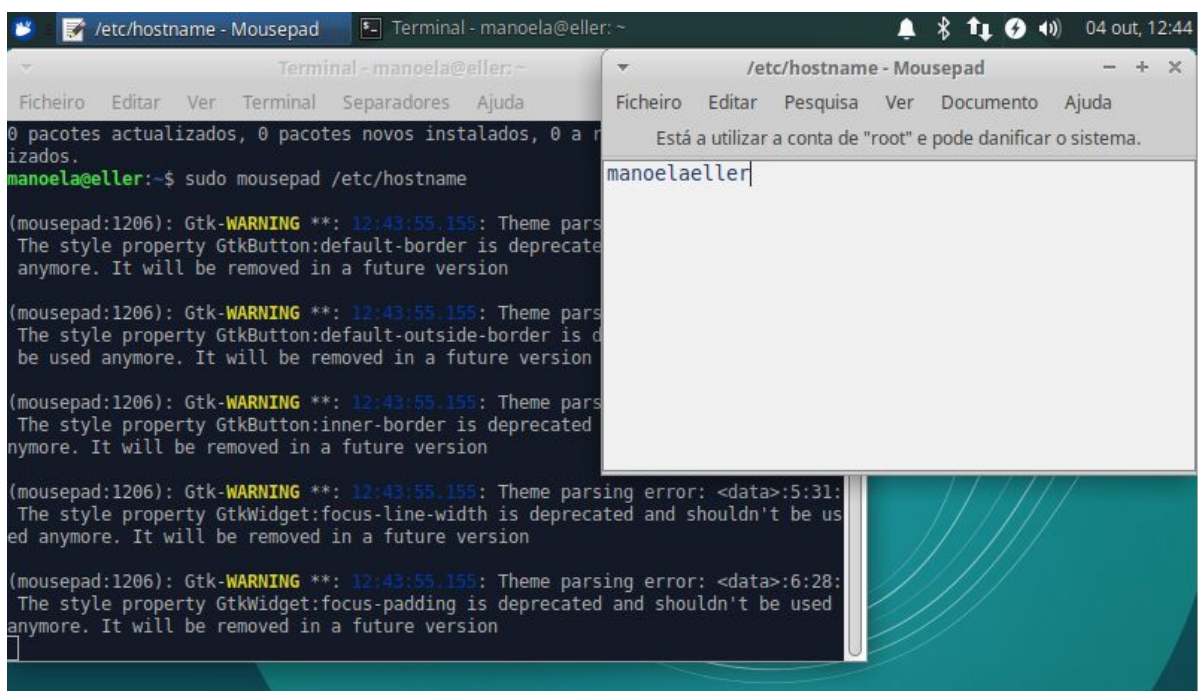 /etc/hostname - Mousepad
Terminal - manoela@eller: ~
04 out, 12:44
Terminal - manoela@eller: ~
Ficheiro Editar Ver Terminal Separadores Ajuda
0 pacotes actualizados, 0 pacotes novos instalados, 0 a
izados.
manoela@eller:~$ sudo mousepad /etc/hostname
(mousepad:1206): Gtk-WARNING **: 12:43:55.155: Theme pars
The style property GtkButton:default-border is deprecate
anymore. It will be removed in a future version
(mousepad:1206): Gtk-WARNING **: 12:43:55.155: Theme pars
The style property GtkButton:default-outside-border is d
be used anymore. It will be removed in a future version
(mousepad:1206): Gtk-WARNING **: 12:43:55.155: Theme pars
The style property GtkButton:inner-border is deprecated
nymore. It will be removed in a future version
(mousepad:1206): Gtk-WARNING **: 12:43:55.155: Theme parsing error: <data>:5:31:
The style property GtkWidget:focus-line-width is deprecated and shouldn't be us
ed anymore. It will be removed in a future version
(mousepad:1206): Gtk-WARNING **: 12:43:55.155: Theme parsing error: <data>:6:28:
The style property GtkWidget:focus-padding is deprecated and shouldn't be used
anymore. It will be removed in a future version
/etc/hostname - Mousepad
Ficheiro Editar Pesquisa Ver Documento Ajuda
Está a utilizar a conta de "root" e pode danificar o sistema.
manoelaeller